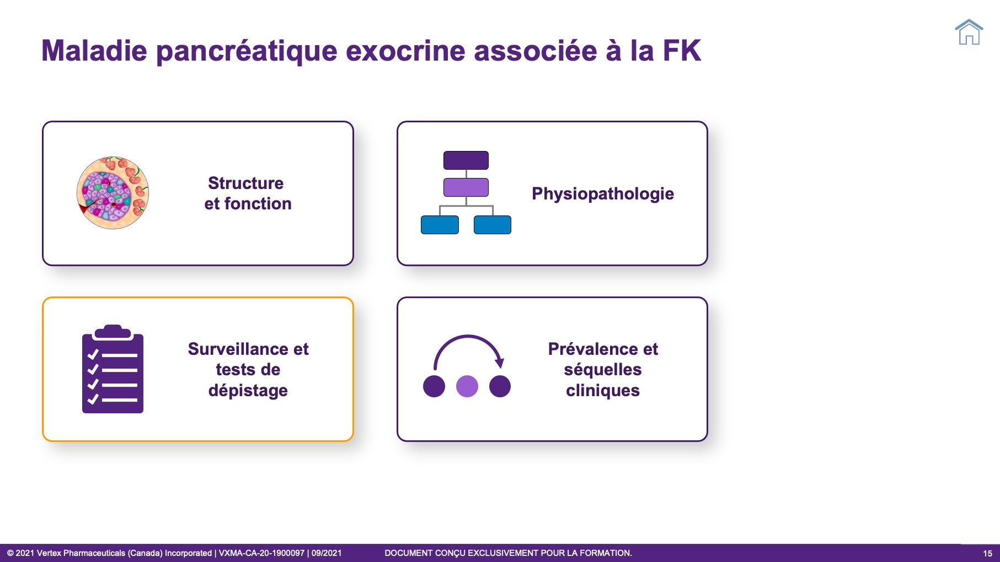 Maladie pancréatique exocrine associée à la FK
Structure
et fonction
Physiopathologie
Surveillance et
tests de
dépistage
Prévalence et
séquelles
cliniques
© 2021 Vertex Pharmaceuticals (Canada) Incorporated | VXMA-CA-20-1900097 | 09/2021
DOCUMENT CONÇU EXCLUSIVEMENT POUR LA FORMATION.
15